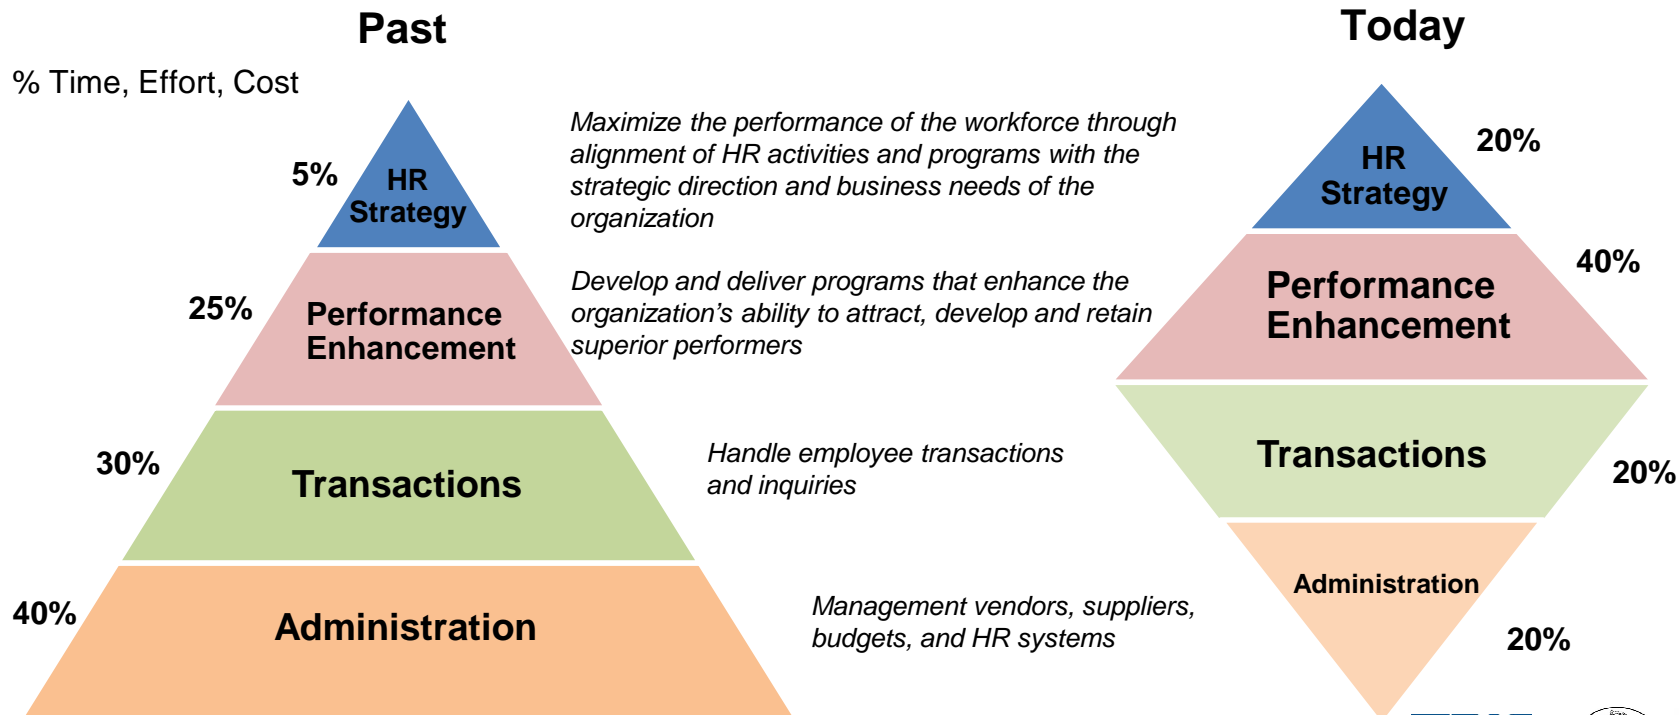 Past
Today
% Time, Effort, Cost
5%
HR
Strategy
Maximize the performance of the workforce through
alignment of HR activities and programs with the
strategic direction and business needs of the
organization
HR
Strategy
20%
25%
Performance
Enhancement
Develop and deliver programs that enhance the
organization’s ability to attract, develop and retain
superior performers
Performance
Enhancement
40%
30%
Transactions
Handle employee transactions
and inquiries
Transactions
20%
40%
Administration
Management vendors, suppliers,
budgets, and HR systems
Administration
20%